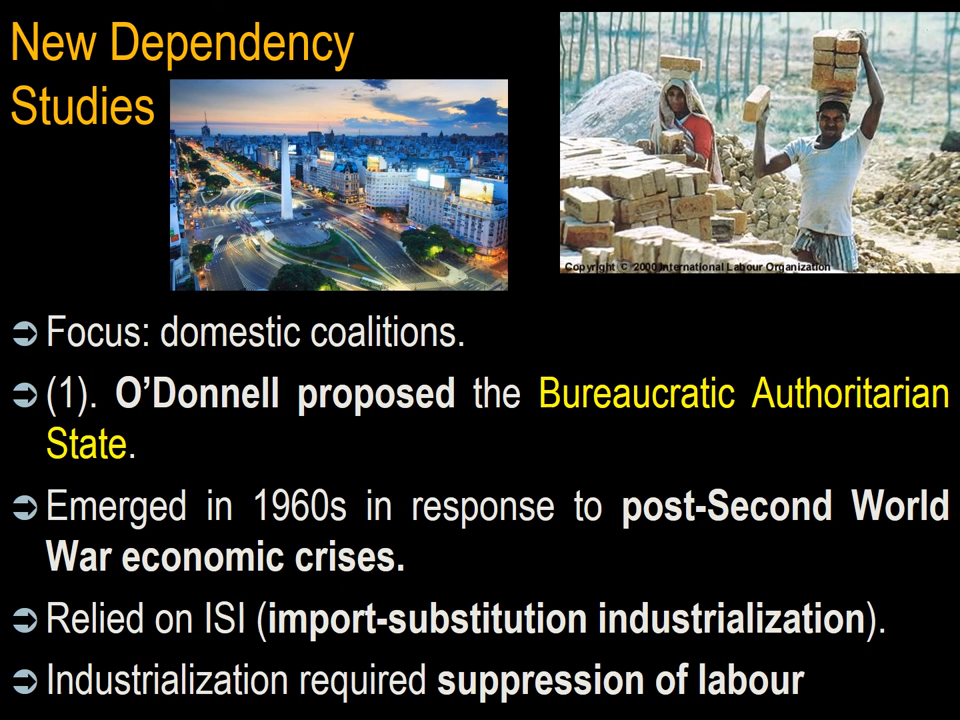 New Dependency
Studies
Copyright © 2000 International Labour Organization
Focus: domestic coalitions.
(1). O’Donnell proposed the Bureaucratic Authoritarian
State.
Emerged in 1960s in response to post-Second World
War economic crises.
Relied on ISI (import-substitution industrialization).
Industrialization required suppression of labour